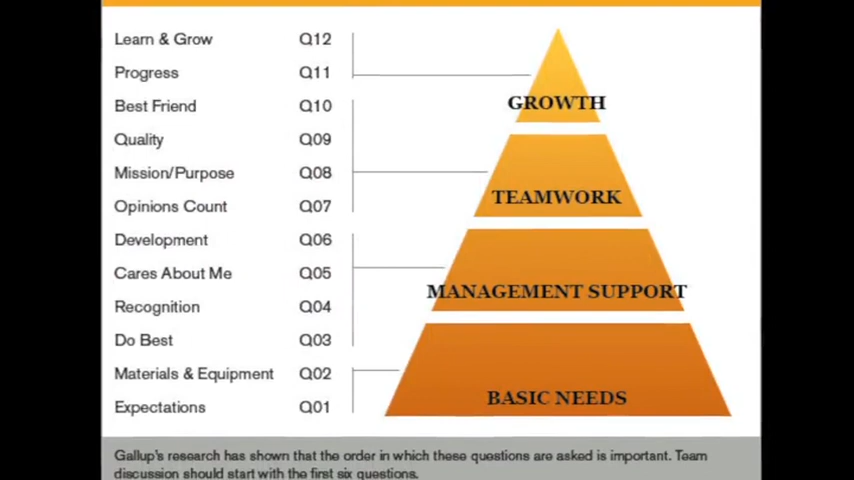 Learn & Grow Q12
Progress Q11
Best Friend Q10
Quality Q09
Mission/Purpose Q08
Opinions Count Q07
Development Q06
Cares About Me Q05
Recognition Q04
Do Best Q03
Materials & Equipment Q02
Expectations Q01
GROWTH
TEAMWORK
MANAGEMENT SUPPORT
BASIC NEEDS
Gallup's research has shown that the order in which these questions are asked is important. Team
discussion should start with the first six questions.